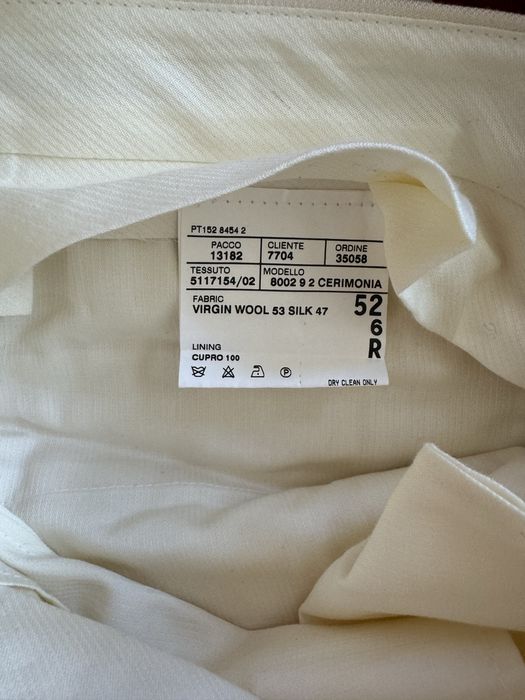 PT152 8454 2
PACCO CLIENTE ORDINE
13182 7704 35058
TESSUTO MODELLO
5117154/02 8002 9 2 CERIMONIA
FABRIC
VIRGIN WOOL 53 SILK 47
52
6
R
LINING
CUPRO 100
P
DRY CLEAN ONLY